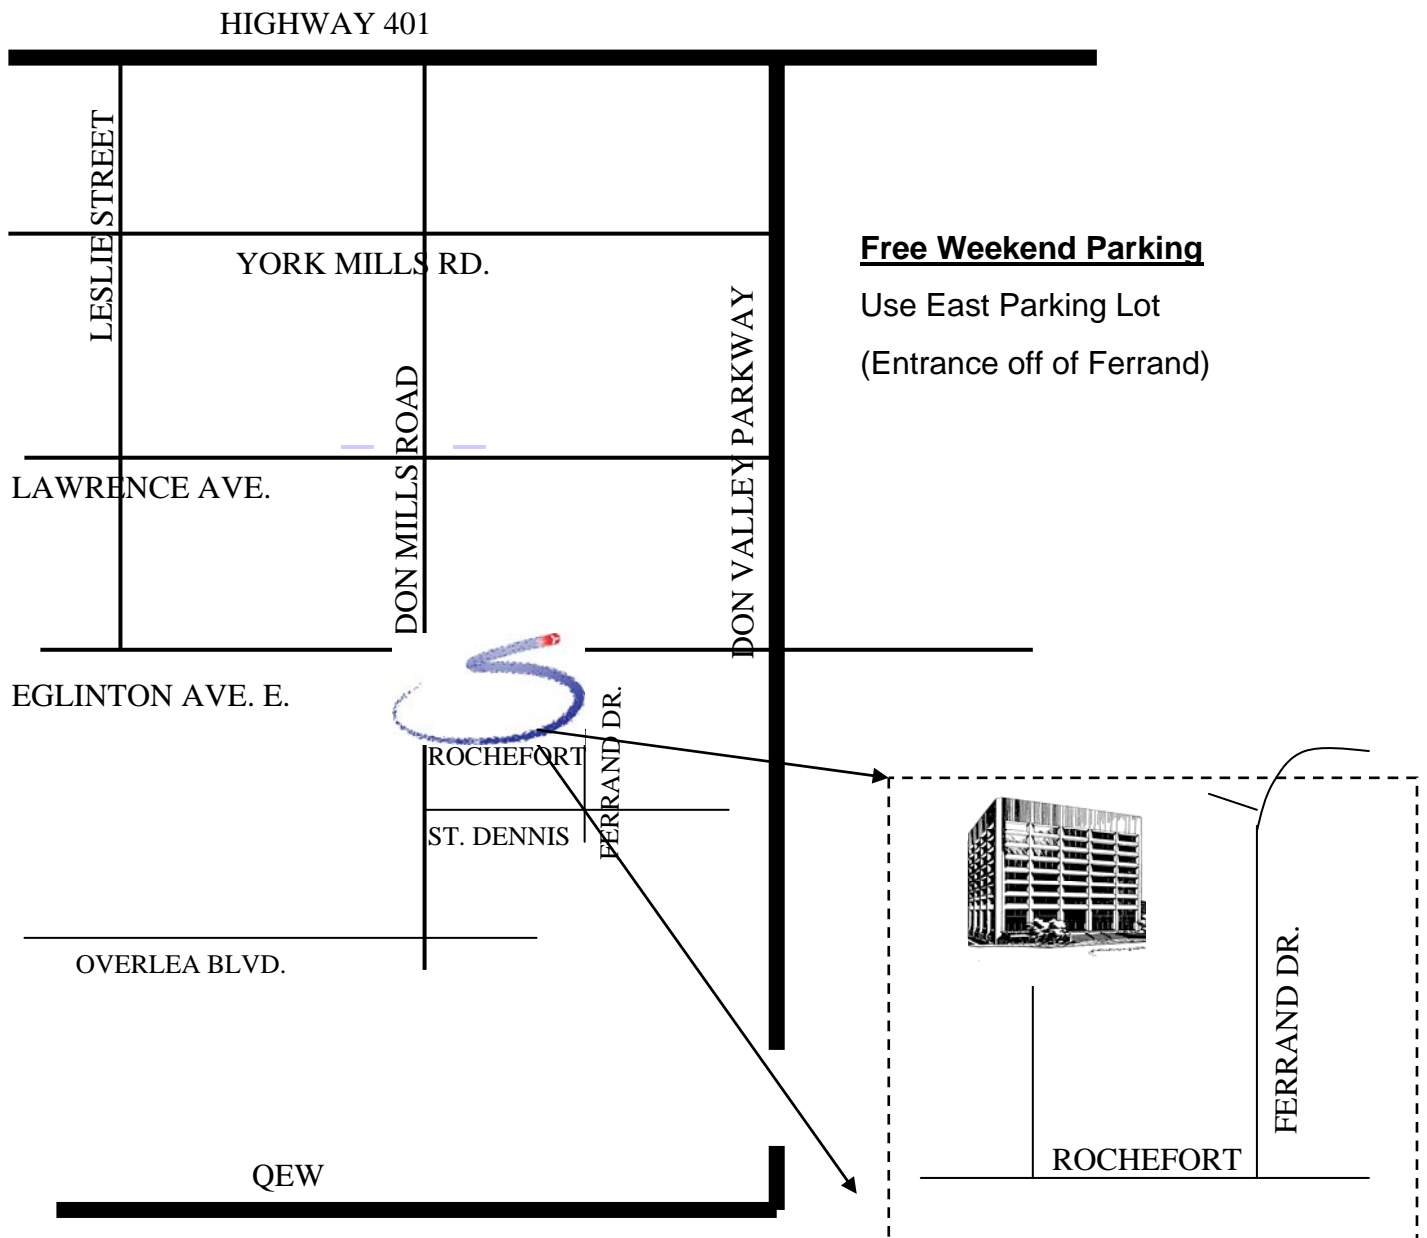 HIGHWAY 401
LESLIE STREET
YORK MILLS RD.
Free Weekend Parking
Use East Parking Lot
(Entrance off of Ferrand)
DON VALLEY PARKWAY
DON MILLS ROAD
LAWRENCE AVE.
EGLINTON AVE. E.
FERRAND DR.
ROCHEFORT
ST. DENNIS
OVERLEA BLVD.
FERRAND DR.
ROCHEFORT
QEW